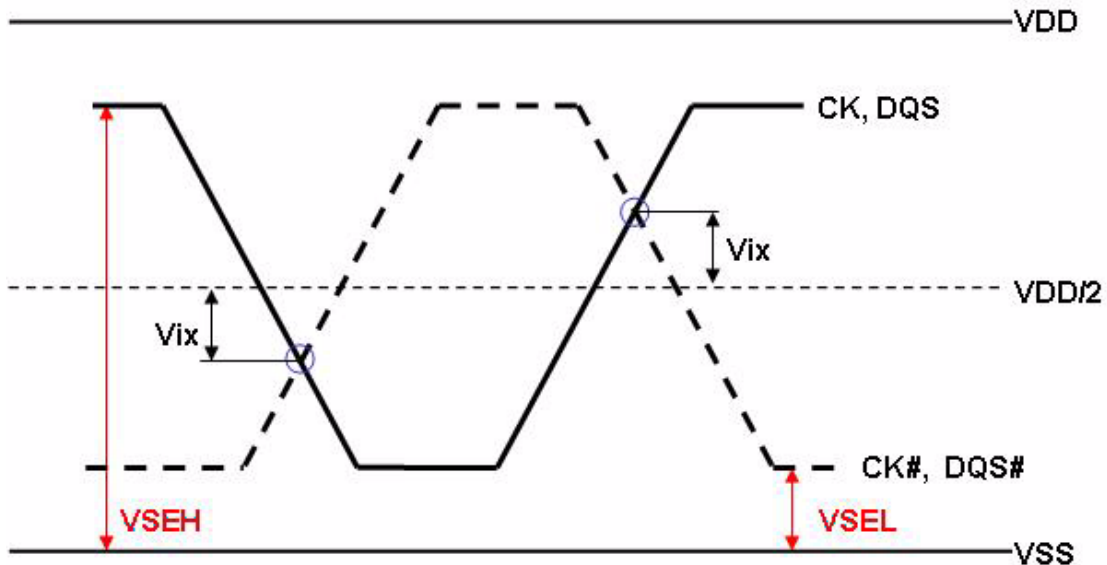 VDD
CK, DQS
Vix
VDD/2
Vix
CK#, DQS#
VSEH
VSEL
VSS